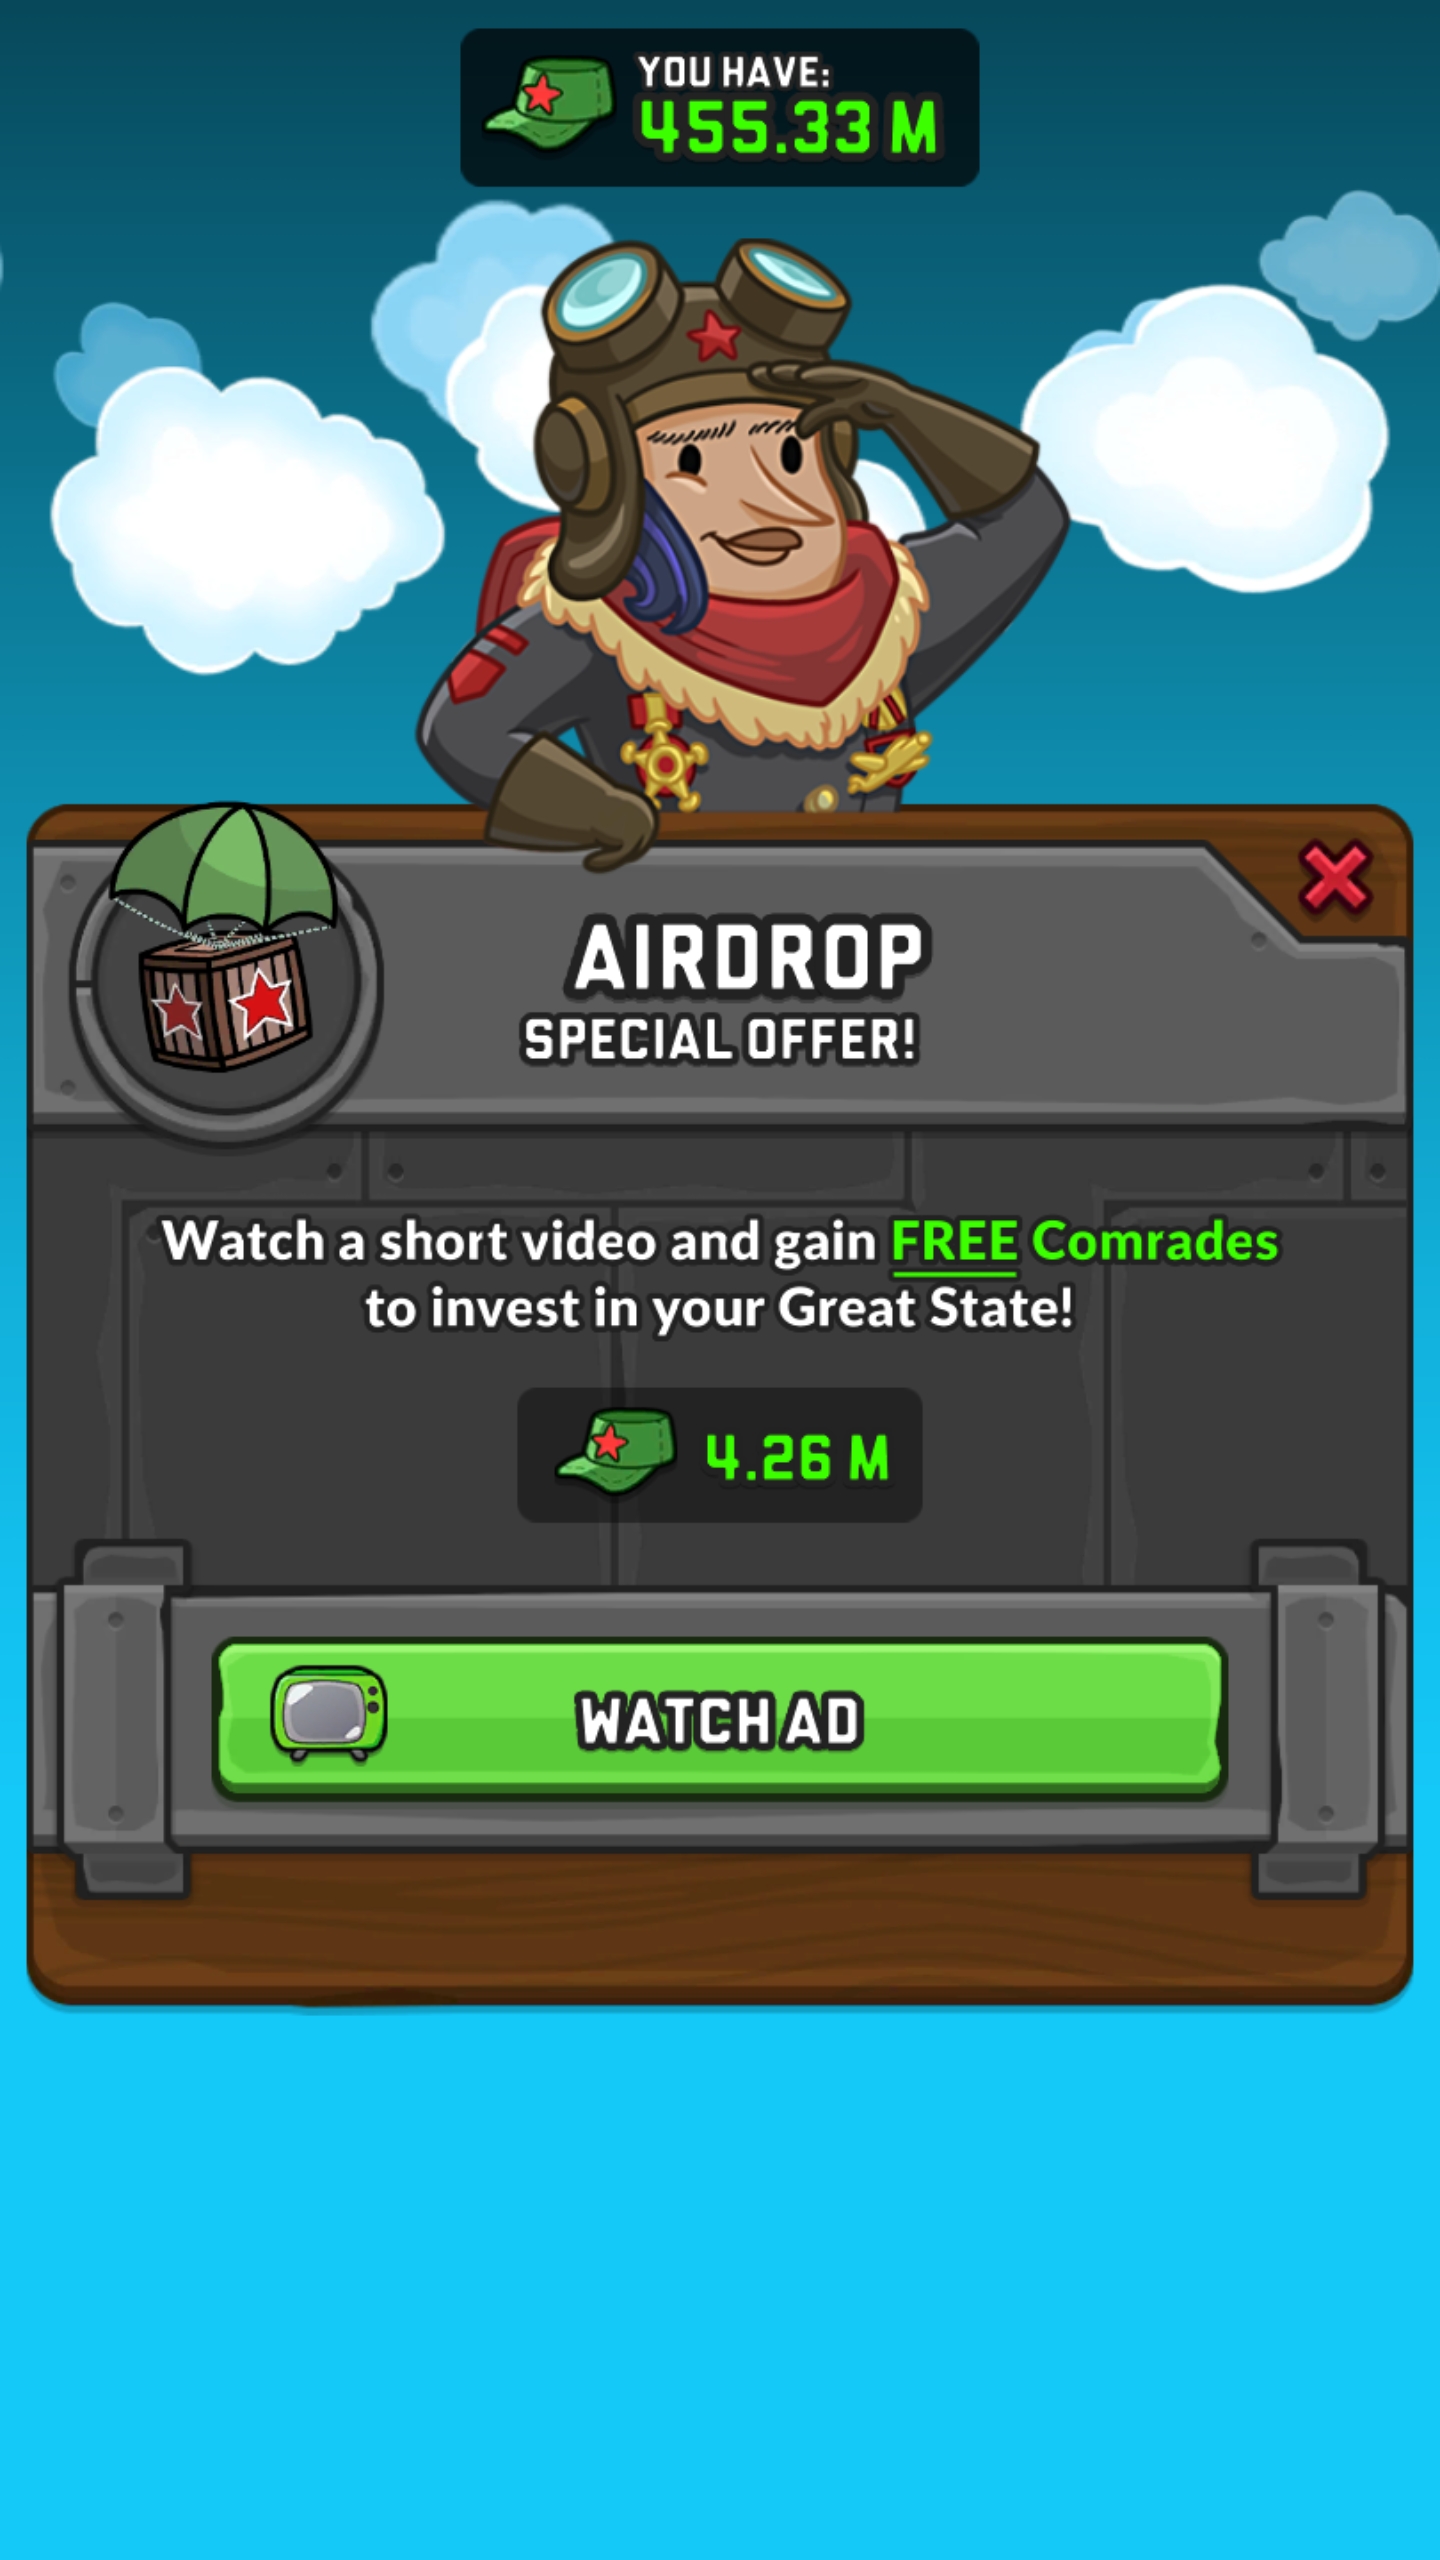 YOU HAVE:
455.33 M
AIRDROP
SPECIAL OFFER!
Watch a short video and gain FREE Comrades
to invest in your Great State!
4.26 M
WATCH AD